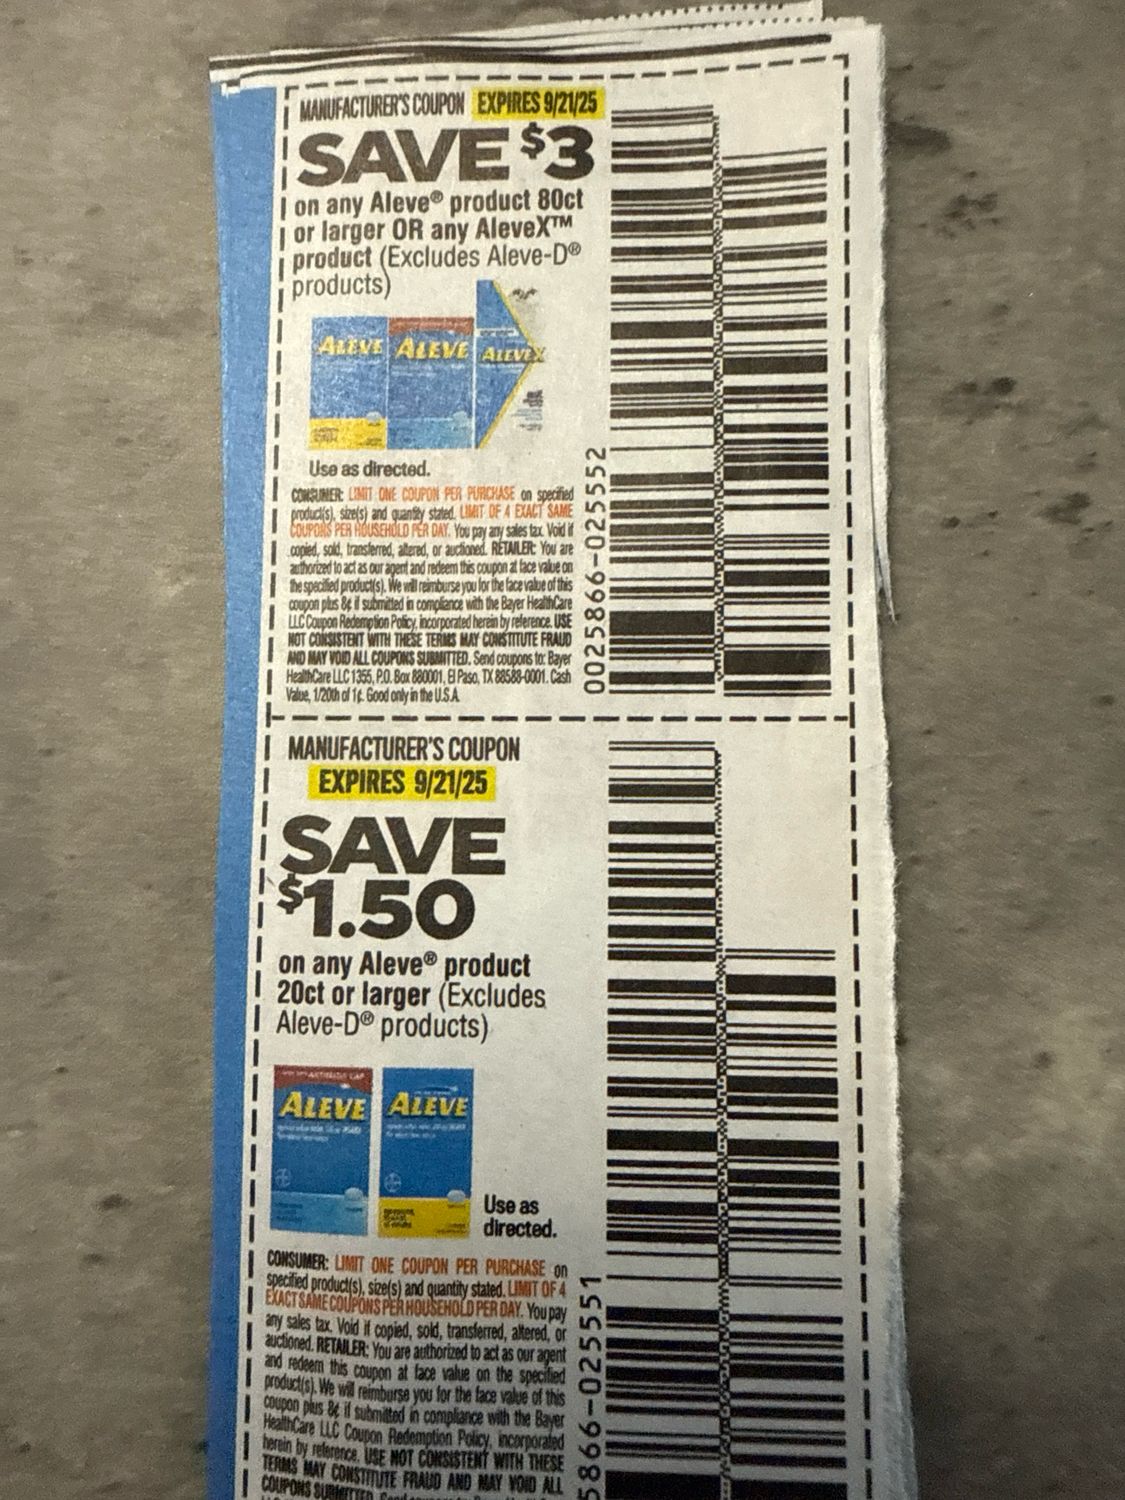 MANUFACTURER'S COUPON EXPIRES 9/21/25
SAVE $3
on any Aleve® product 80ct
or larger OR any AleveX™
product (Excludes Aleve-D®
products)
ALEVE ALEVE ALEVEX
Use as directed.
CONSUMER: LIMIT ONE COUPON PER PURCHASE on specified
product(s), size(s) and quantity stated. LIMIT OF 4 EXACT SAME
COUPONS PER HOUSEHOLD PER DAY. You pay any sales tax. Void if
copied, sold, transferred, altered, or auctioned. RETAILER: You are
authorized to act as our agent and redeem this coupon at face value on
the specified product(s). We will reimburse you for the face value of this
coupon plus 8¢ if submitted in compliance with the Bayer HealthCare
LLC Coupon Redemption Policy, incorporated herein by reference. USE
NOT CONSISTENT WITH THESE TERMS MAY CONSTITUTE FRAUD
AND MAY VOID ALL COUPONS SUBMITTED. Send coupons to: Bayer
HealthCare LLC 1355, P.O. Box 880001, El Paso, TX 88588-0001. Cash
Value, 1/20th of 1¢. Good only in the U.S.A.
0025866-025552
MANUFACTURER'S COUPON
EXPIRES 9/21/25
SAVE
$1.50
on any Aleve® product
20ct or larger (Excludes
Aleve-D® products)
ALEVE ALEVE
Use as
directed.
CONSUMER: LIMIT ONE COUPON PER PURCHASE on
specified product(s), size(s) and quantity stated. LIMIT OF 4
EXACT SAME COUPONS PER HOUSEHOLD PER DAY. You pay
any sales tax. Void if copied, sold, transferred, altered, or
auctioned. RETAILER: You are authorized to act as our agent
and redeem this coupon at face value on the specified
product(s). We will reimburse you for the face value of this
coupon plus 8¢ if submitted in compliance with the Bayer
HealthCare LLC Coupon Redemption Policy, incorporated
herein by reference. USE NOT CONSISTENT WITH THESE
TERMS MAY CONSTITUTE FRAUD AND MAY VOID ALL
COUPONS SUBMITTED. Send
5866-025551